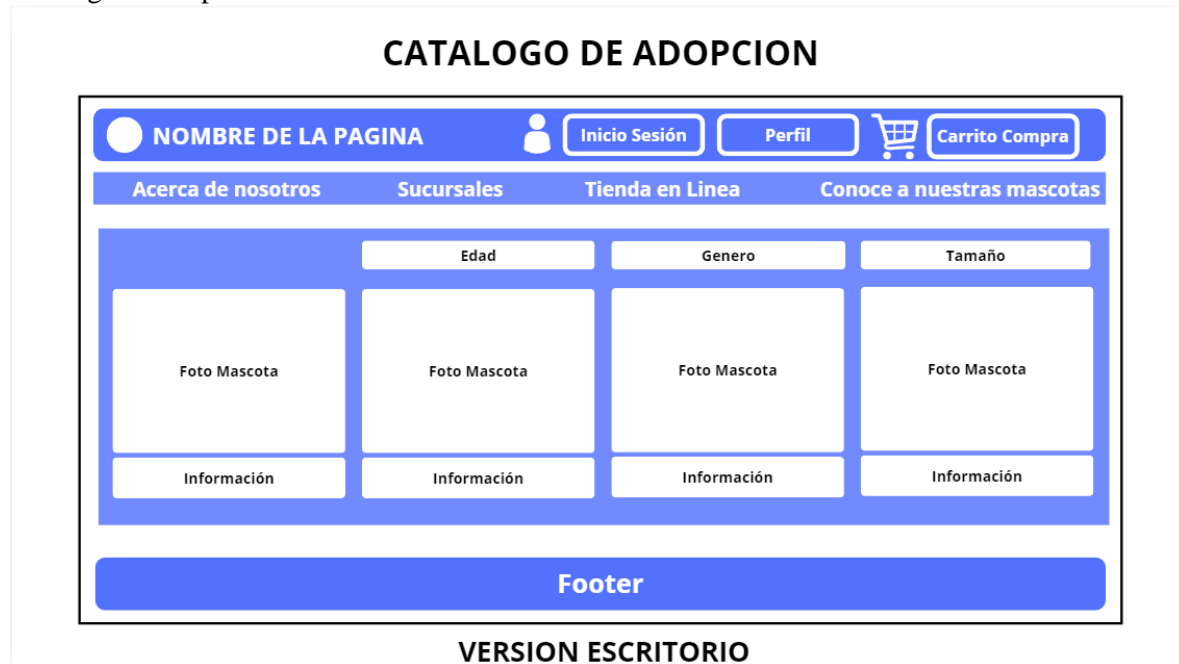 CATALOGO DE ADOPCION
NOMBRE DE LA PAGINA Inicio Sesión Perfil Carrito Compra
Acerca de nosotros Sucursales Tienda en Linea Conoce a nuestras mascotas
Edad Genero Tamaño
Foto Mascota Foto Mascota Foto Mascota Foto Mascota
Información Información Información Información
Footer
VERSION ESCRITORIO